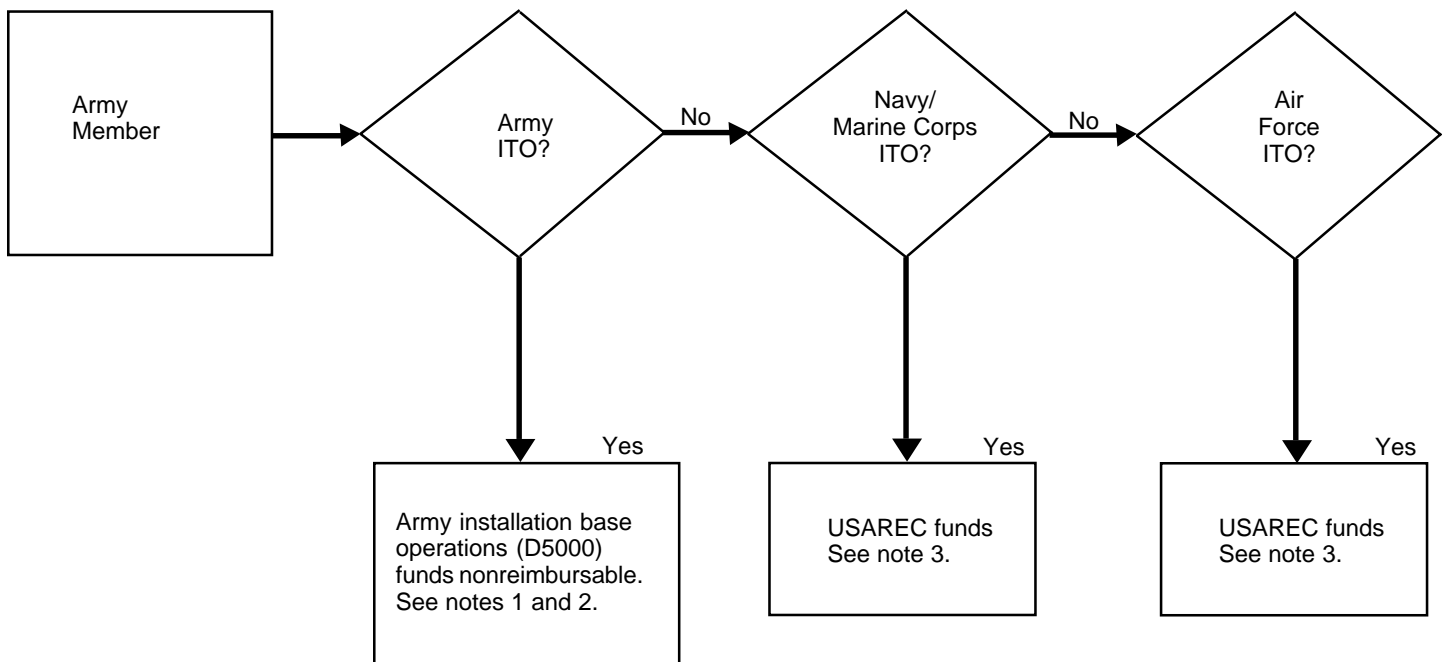 Army
Member
Army
ITO?
No
Navy/
Marine Corps
ITO?
No
Air
Force
ITO?
Yes
Army installation base
operations (D5000)
funds nonreimbursable.
See notes 1 and 2.
Yes
USAREC funds
See note 3.
Yes
USAREC funds
See note 3.